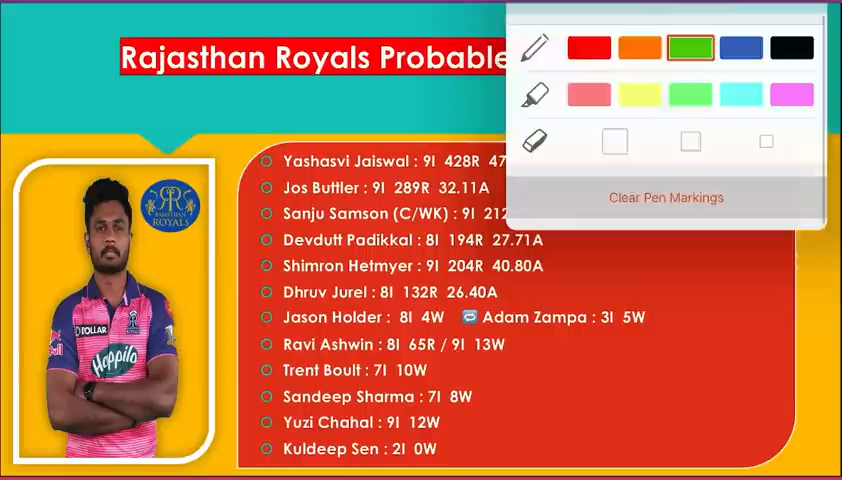 Rajasthan Royals Probable
Clear Pen Markings
Yashasvi Jaiswal : 9I 428R 47
Jos Buttler : 9I 289R 32.11A
Sanju Samson (C/WK) : 9I 212
Devdutt Padikkal : 8I 194R 27.71A
Shimron Hetmyer : 9I 204R 40.80A
Dhruv Jurel : 8I 132R 26.40A
Jason Holder : 8I 4W 🔁 Adam Zampa : 3I 5W
Ravi Ashwin : 8I 65R / 9I 13W
Trent Boult : 7I 10W
Sandeep Sharma : 7I 8W
Yuzi Chahal : 9I 12W
Kuldeep Sen : 2I 0W
RR
RAJASTHAN
ROYALS
DOLLAR
Red
Bull
Happilo